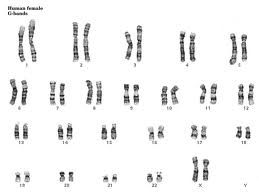 Human female
G-bands
1 2 3 4 5
6 7 8 9 10 11 12
13 14 15 16 17 18
19 20 21 22 X Y